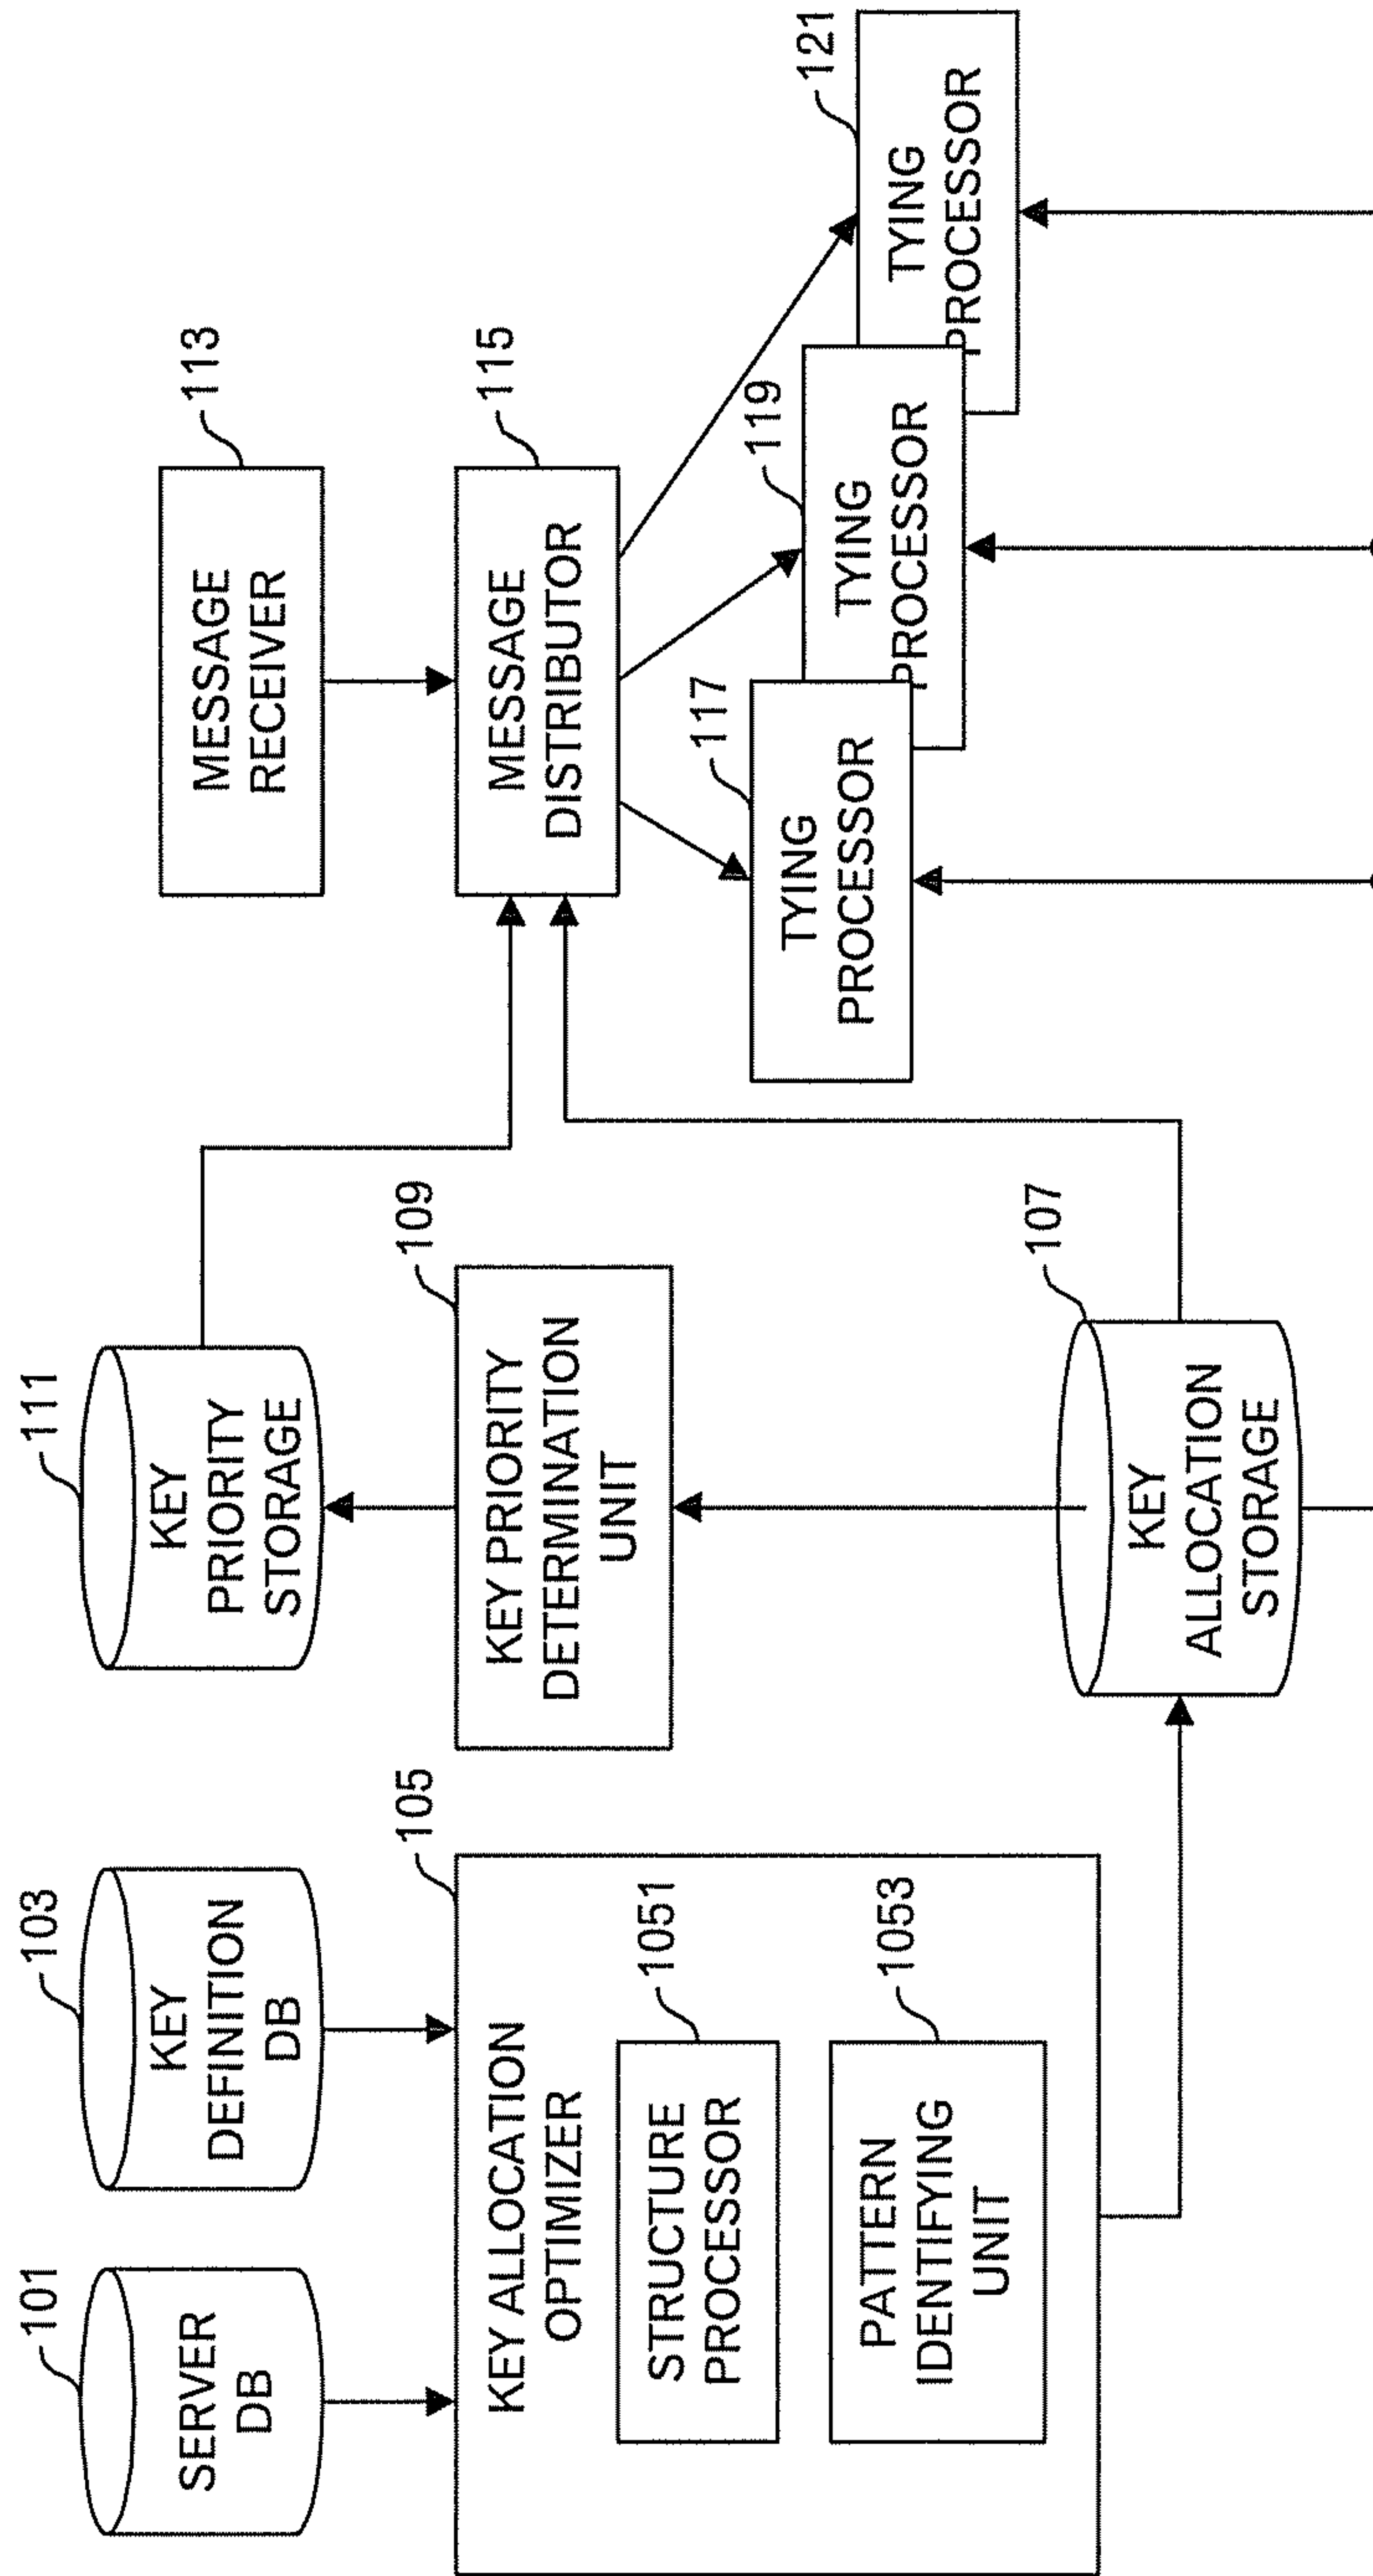 101
SERVER
DB
103
KEY
DEFINITION
DB
111
KEY
PRIORITY
STORAGE
113
MESSAGE
RECEIVER
105
KEY ALLOCATION
OPTIMIZER
1051
STRUCTURE
PROCESSOR
1053
PATTERN
IDENTIFYING
UNIT
109
KEY PRIORITY
DETERMINATION
UNIT
115
MESSAGE
DISTRIBUTOR
107
KEY
ALLOCATION
STORAGE
117
TYING
PROCESSOR
119
TYING
PROCESSOR
121
TYING
PROCESSOR